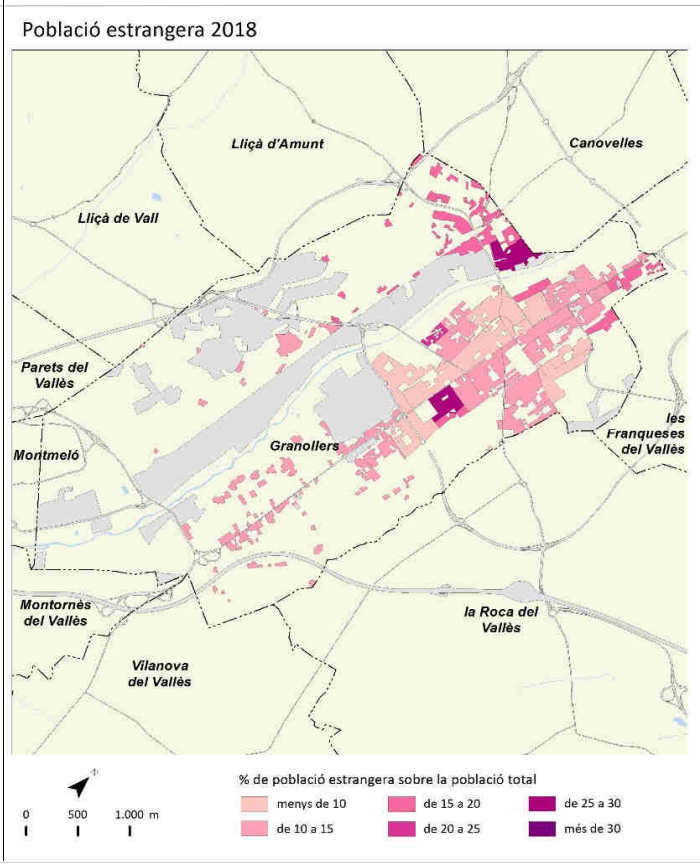 Població estrangera 2018
Lliçà d'Amunt
Canovelles
Lliçà de Vall
Parets del
Vallès
les
Franqueses
del Vallès
Granollers
Montmeló
Montornès
del Vallès
la Roca del
Vallès
Vilanova
del Vallès
N
% de població estrangera sobre la població total
0 500 1.000 m
menys de 10
de 15 a 20
de 25 a 30
de 10 a 15
de 20 a 25
més de 30